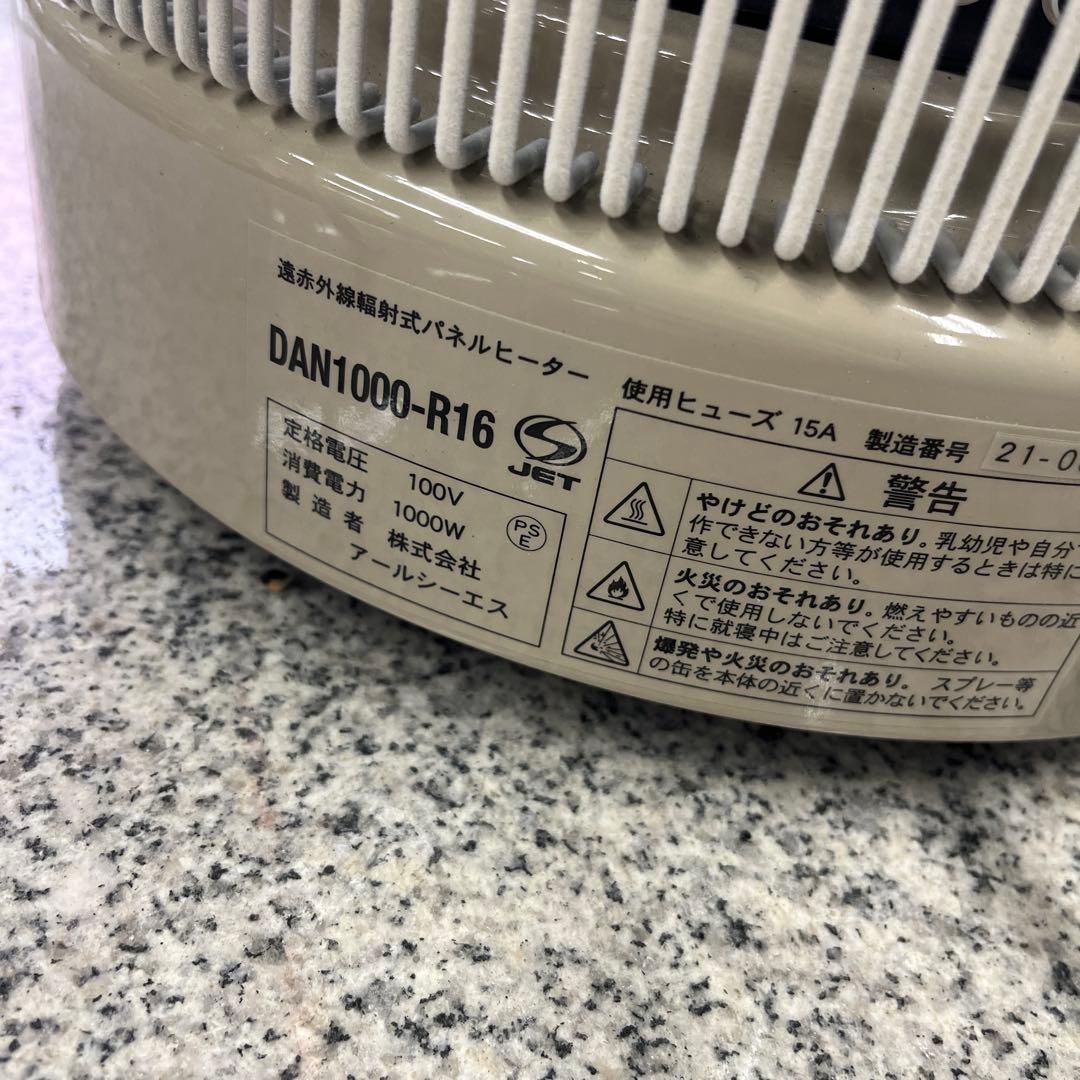 遠赤外線輻射式パネルヒーター
DAN1000-R16
JET
定格電圧 100V
消費電力 1000W
製造者 株式会社
アールシーエス
PS
E
使用ヒューズ 15A 製造番号 21-0
警告
やけどのおそれあり。乳幼児や自分で
作できない方等が使用するときは特に
意してください。
火災のおそれあり。燃えやすいものの近
くで使用しないでください。
特に就寝中はご注意してください。
爆発や火災のおそれあり。 スプレー等
の缶を本体の近くに置かないでください。